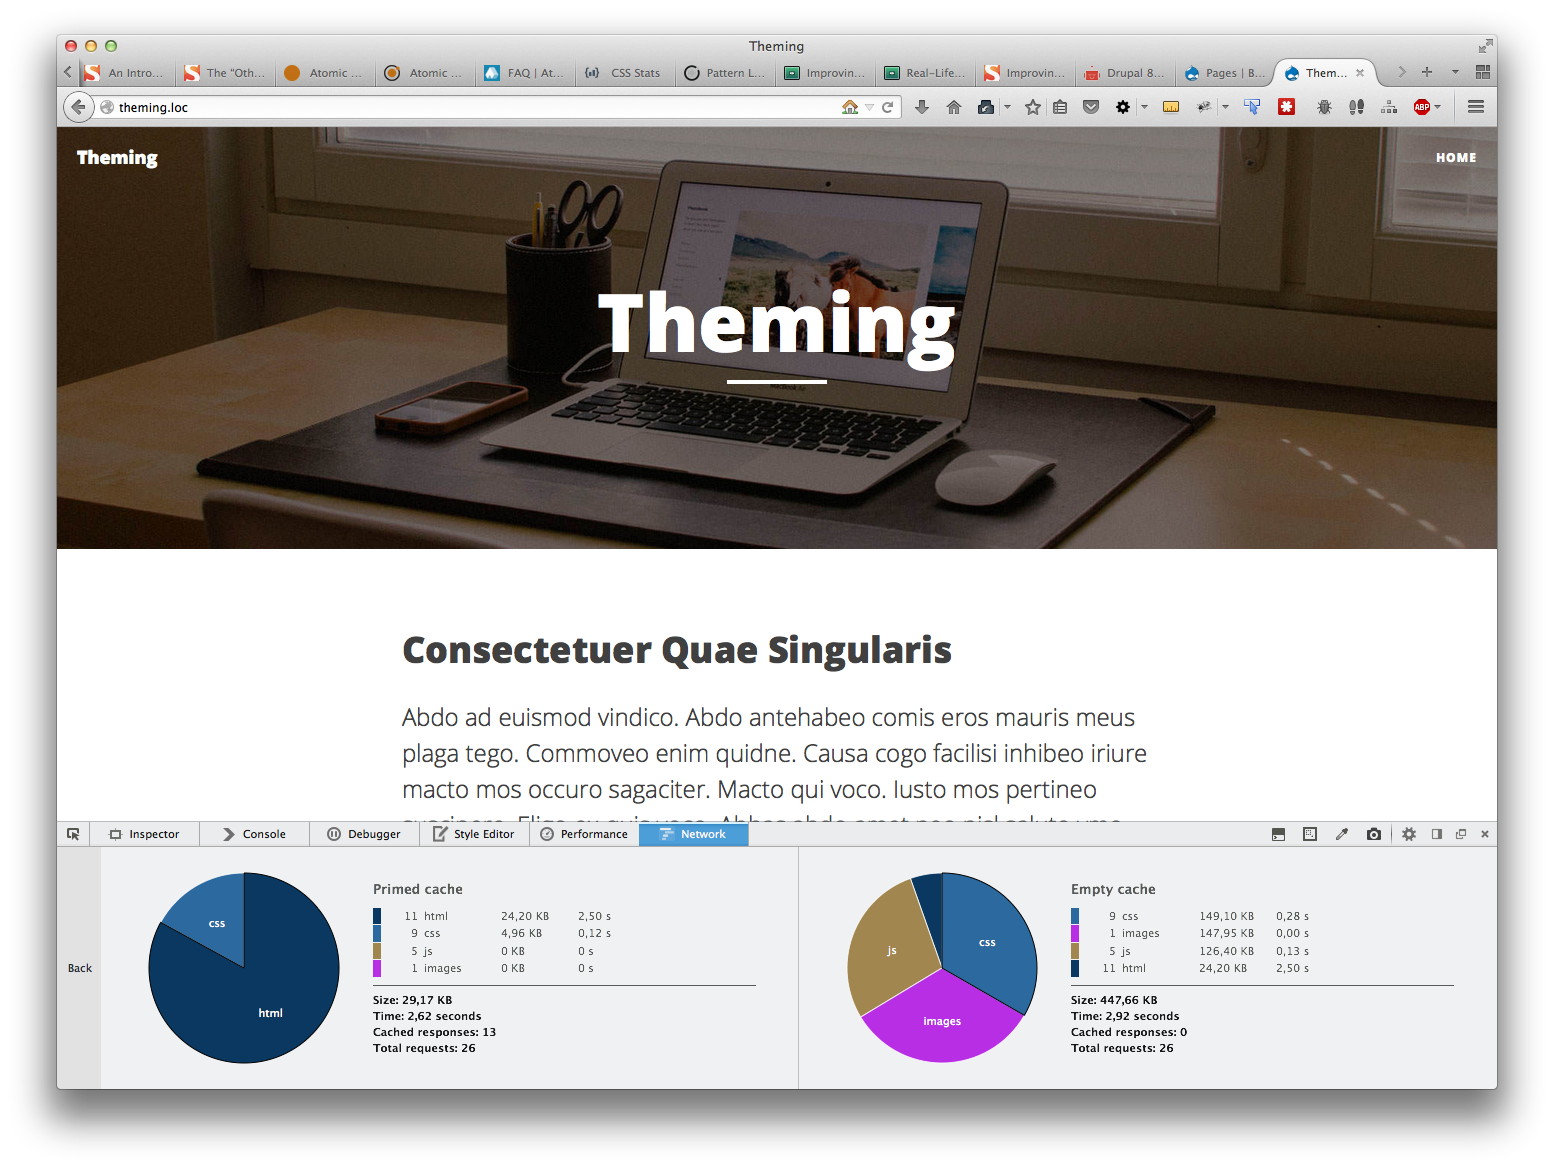 Theming
An Intro...
The "Oth...
Atomic ...
Atomic ...
FAQ | At...
CSS Stats
Pattern L...
Improvin...
Real-Life...
Improvin...
Drupal 8...
Pages | B...
Them...
theming.loc
ABP
Theming
HOME
Theming
Consectetuer Quae Singularis
Abdo ad euismod vindico. Abdo antehabeo comis eros mauris meus
plaga tego. Commoveo enim quidne. Causa cogo facilisi inhibeo iriure
macto mos occuro sagaciter. Macto qui voco. Iusto mos pertineo
Inspector
Console
Debugger
Style Editor
Performance
Network
Back
css
html
Primed cache
11 html 24,20 KB 2,50 s
9 css 4,96 KB 0,12 s
5 js 0 KB 0 s
1 images 0 KB 0 s
Size: 29,17 KB
Time: 2,62 seconds
Cached responses: 13
Total requests: 26
js
css
images
Empty cache
9 css 149,10 KB 0,28 s
1 images 147,95 KB 0,00 s
5 js 126,40 KB 0,13 s
11 html 24,20 KB 2,50 s
Size: 447,66 KB
Time: 2,92 seconds
Cached responses: 0
Total requests: 26